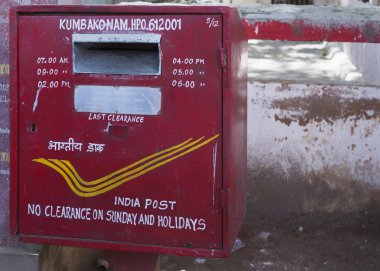 KUMBAKONAM.HPO.612001
5/12
07.00 AM 04-00 PM
09-00 " 05-00 "
02.00 PM 06-00 "
LAST CLEARANCE
भारतीय डाक
INDIA POST
NO CLEARANCE ON SUNDAY AND HOLIDAYS